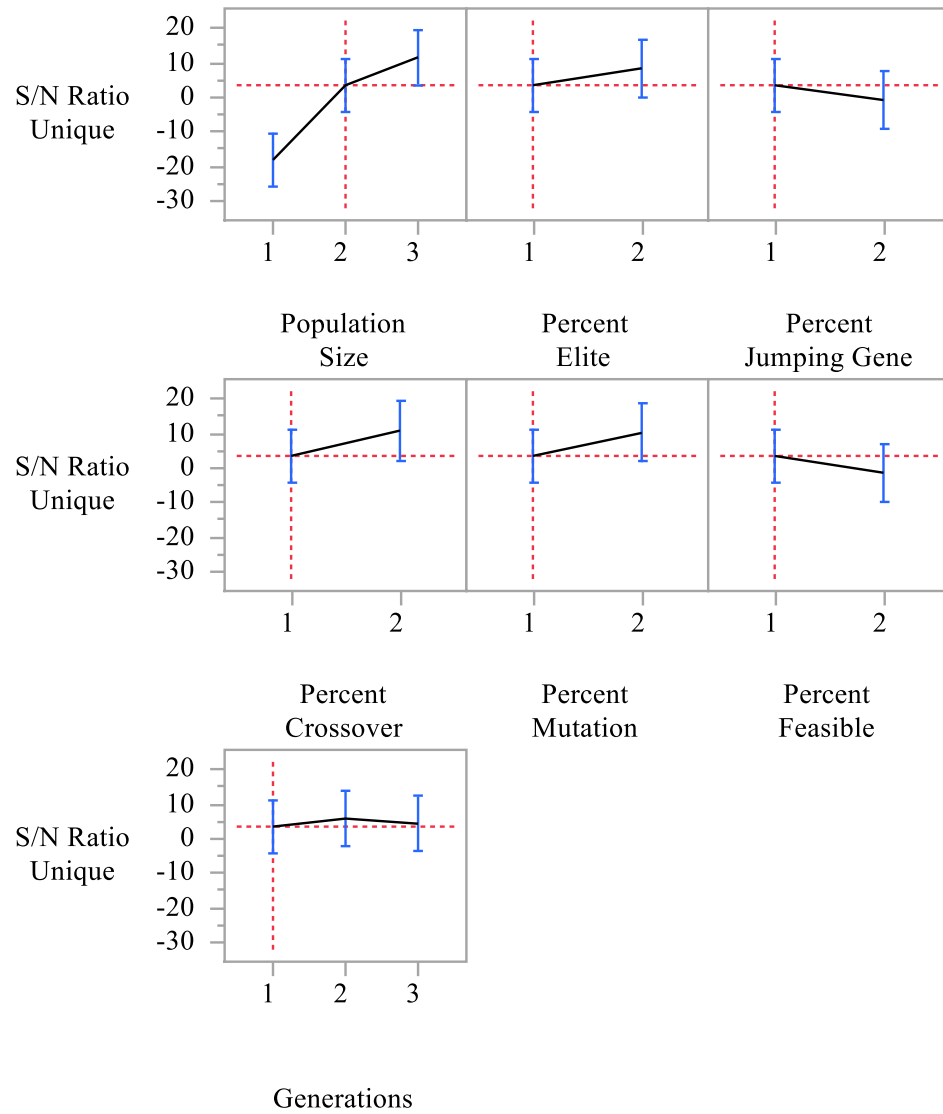 20
10
S/N Ratio
0
Unique
-10
-20
-30
1 2 3 1 2 1 2
Population Percent Percent
Size Elite Jumping Gene
20
10
S/N Ratio
0
Unique
-10
-20
-30
1 2 1 2 1 2
Percent Percent Percent
Crossover Mutation Feasible
20
10
S/N Ratio
0
Unique
-10
-20
-30
1 2 3
Generations